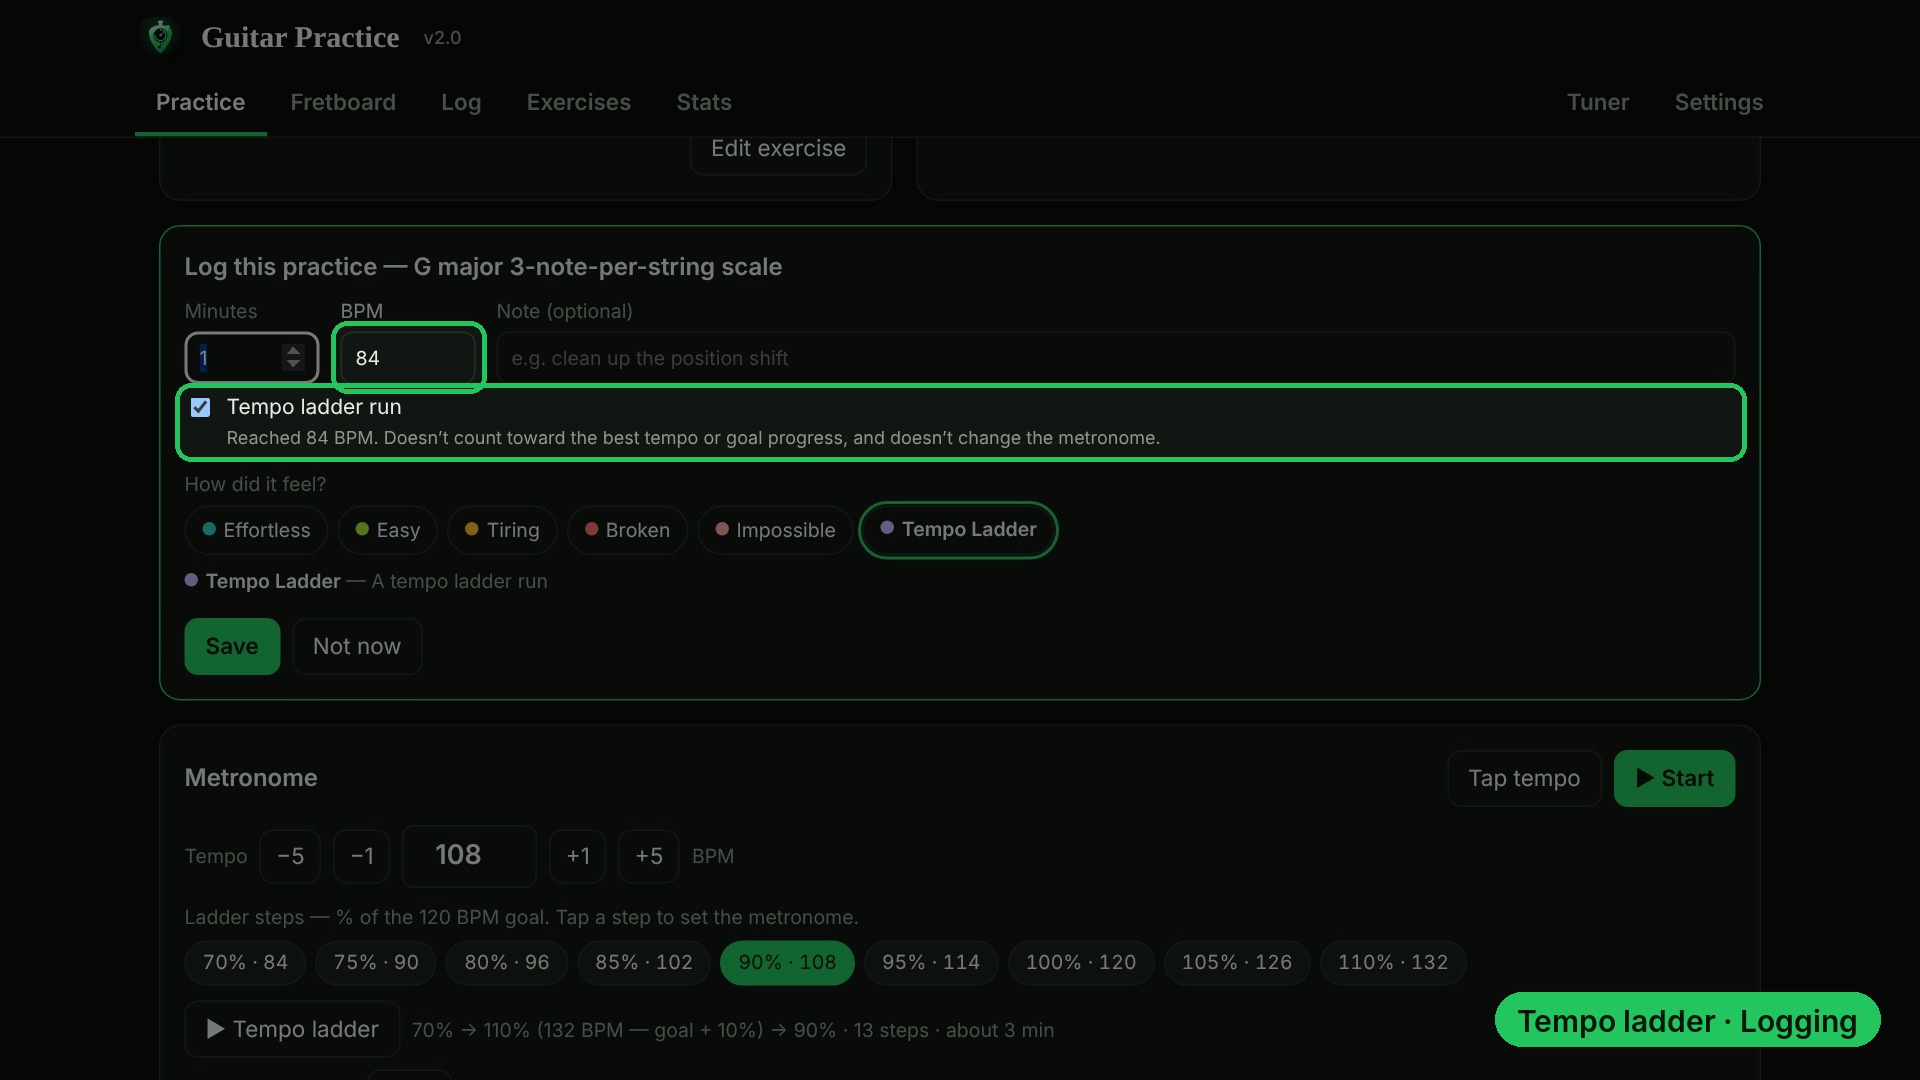 Guitar Practice v2.0
Practice Fretboard Log Exercises Stats Tuner Settings
Edit exercise
Log this practice — G major 3-note-per-string scale
Minutes BPM Note (optional)
1 84 e.g. clean up the position shift
Tempo ladder run
Reached 84 BPM. Doesn’t count toward the best tempo or goal progress, and doesn’t change the metronome.
How did it feel?
Effortless Easy Tiring Broken Impossible Tempo Ladder
Tempo Ladder — A tempo ladder run
Save Not now
Metronome Tap tempo ▶ Start
Tempo −5 −1 108 +1 +5 BPM
Ladder steps — % of the 120 BPM goal. Tap a step to set the metronome.
70% · 84 75% · 90 80% · 96 85% · 102 90% · 108 95% · 114 100% · 120 105% · 126 110% · 132
▶ Tempo ladder 70% → 110% (132 BPM — goal + 10%) → 90% · 13 steps · about 3 min
Tempo ladder · Logging